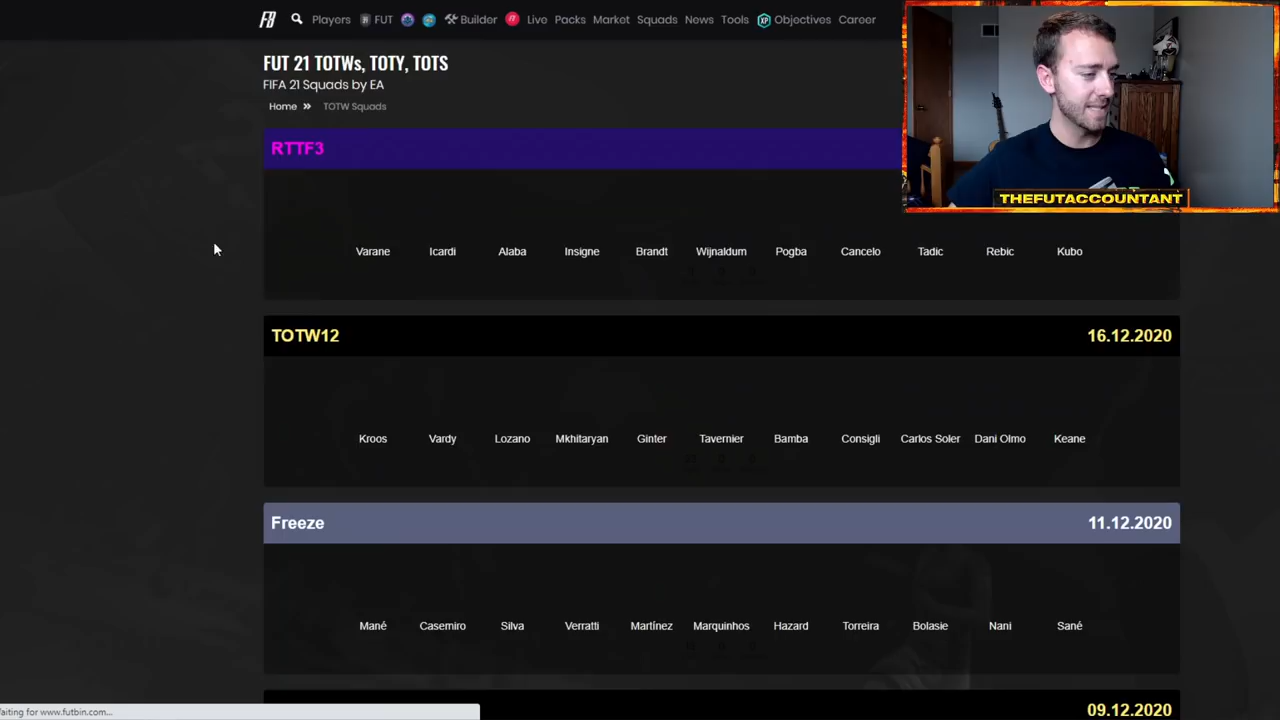 Players FUT Builder Live Packs Market Squads News Tools XP Objectives Career
FUT 21 TOTWs, TOTY, TOTS
FIFA 21 Squads by EA
Home » TOTW Squads
RTTF3
THEFUTACCOUNTANT
Varane Icardi Alaba Insigne Brandt Wijnaldum Pogba Cancelo Tadic Rebic Kubo
TOTW12 16.12.2020
Kroos Vardy Lozano Mkhitaryan Ginter Tavernier Bamba Consigli Carlos Soler Dani Olmo Keane
Freeze 11.12.2020
Mané Casemiro Silva Verratti Martínez Marquinhos Hazard Torreira Bolasie Nani Sané
09.12.2020
aiting for www.futbin.com...